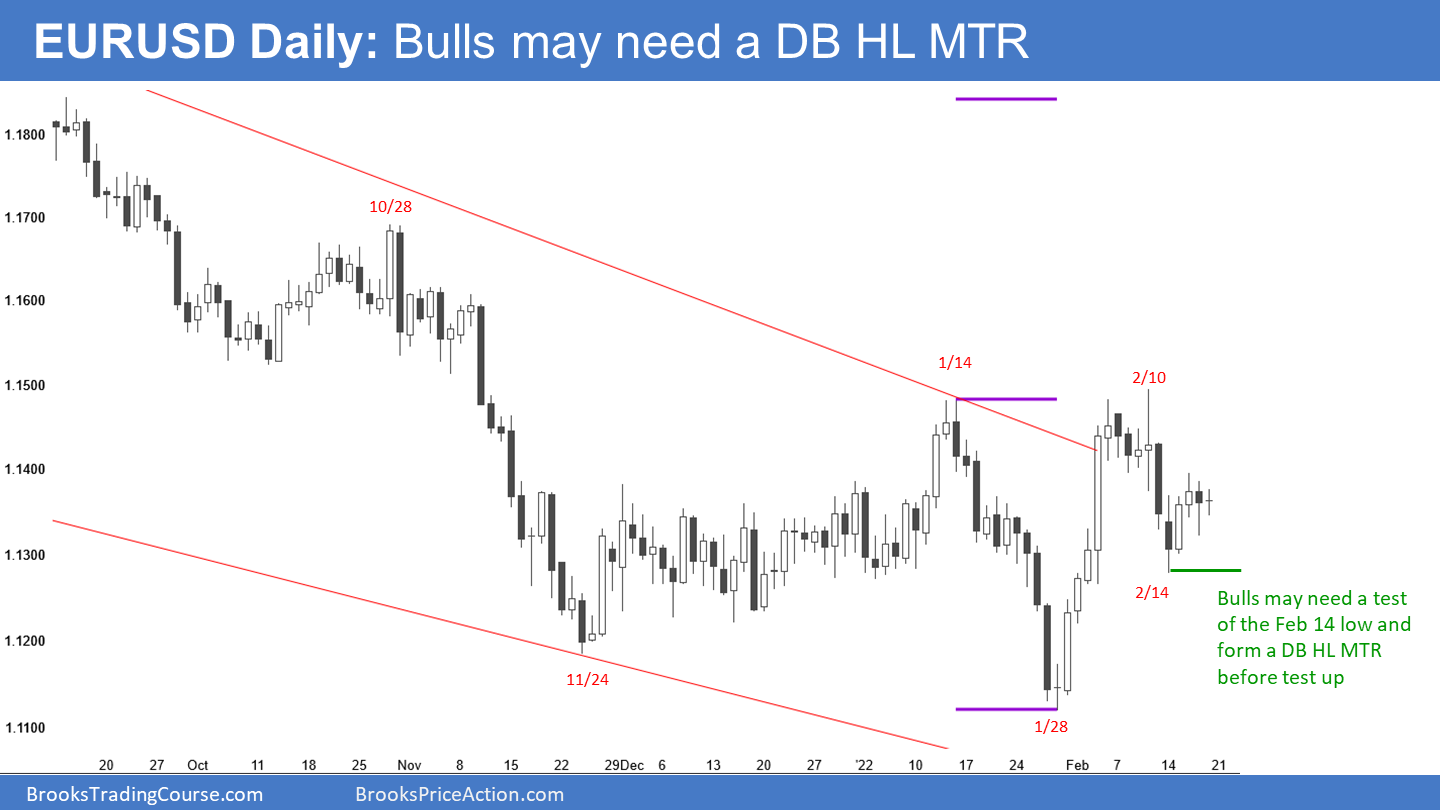 EURUSD Daily: Bulls may need a DB HL MTR
1.1800
1.1700
1.1600
1.1500
1.1400
1.1300
1.1200
1.1100
10/28
11/24
1/14
1/28
2/10
2/14
Bulls may need a test
of the Feb 14 low and
form a DB HL MTR
before test up
20 27 Oct 11 18 25 Nov 8 15 22 29Dec 6 13 20 27 '22 10 17 24 Feb 7 14 21
BrooksTradingCourse.com BrooksPriceAction.com